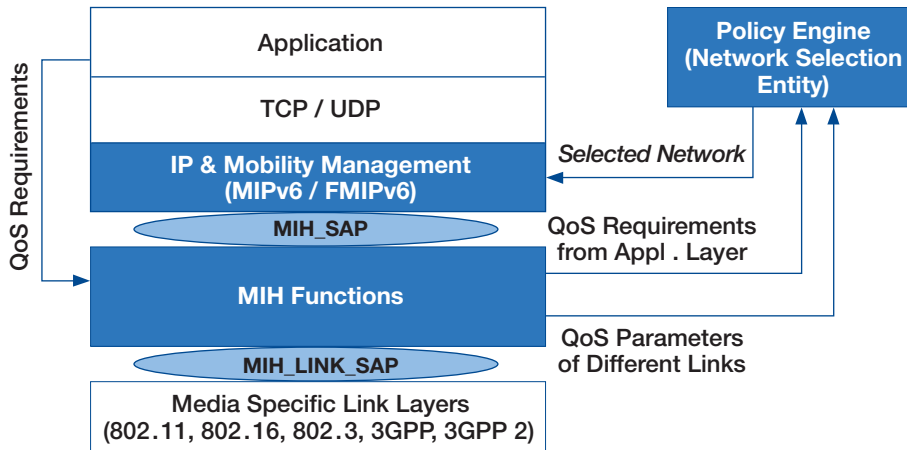 QoS Requirements
Application
TCP / UDP
IP & Mobility Management
(MIPv6 / FMIPv6)
MIH_SAP
MIH Functions
MIH_LINK_SAP
Media Specific Link Layers
(802.11, 802.16, 802.3, 3GPP, 3GPP 2)
Policy Engine
(Network Selection
Entity)
Selected Network
QoS Requirements
from Appl . Layer
QoS Parameters
of Different Links